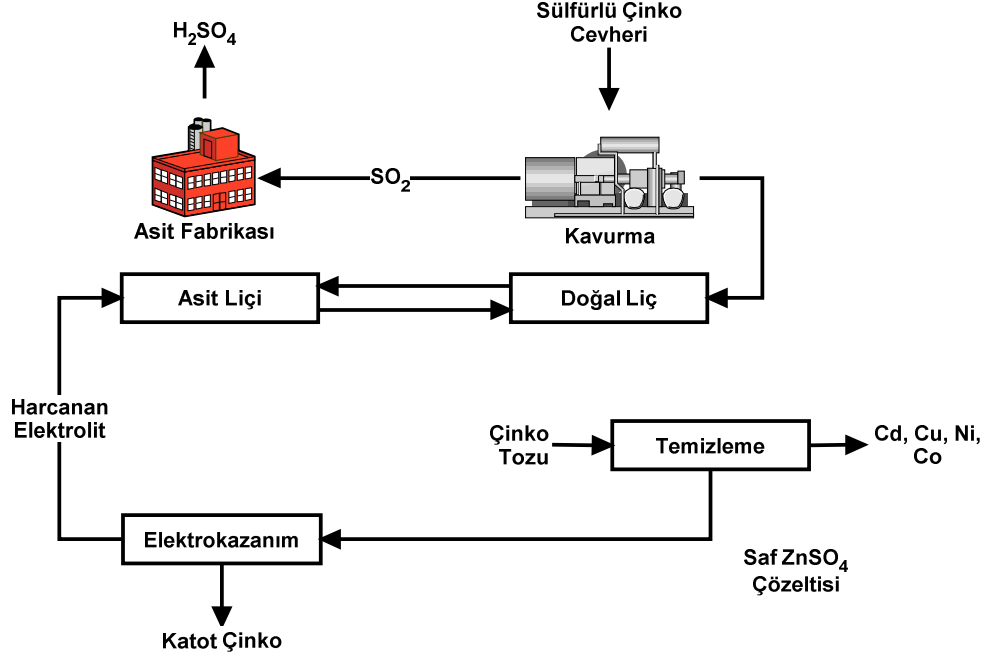 H₂SO₄
Sülfürlü Çinko
Cevheri
SO₂
Asit Fabrikası
Kavurma
Asit Liçi
Doğal Liç
Harcanan
Elektrolit
Çinko
Tozu
Temizleme
Cd, Cu, Ni,
Co
Elektrokazanım
Saf ZnSO₄
Çözeltisi
Katot Çinko